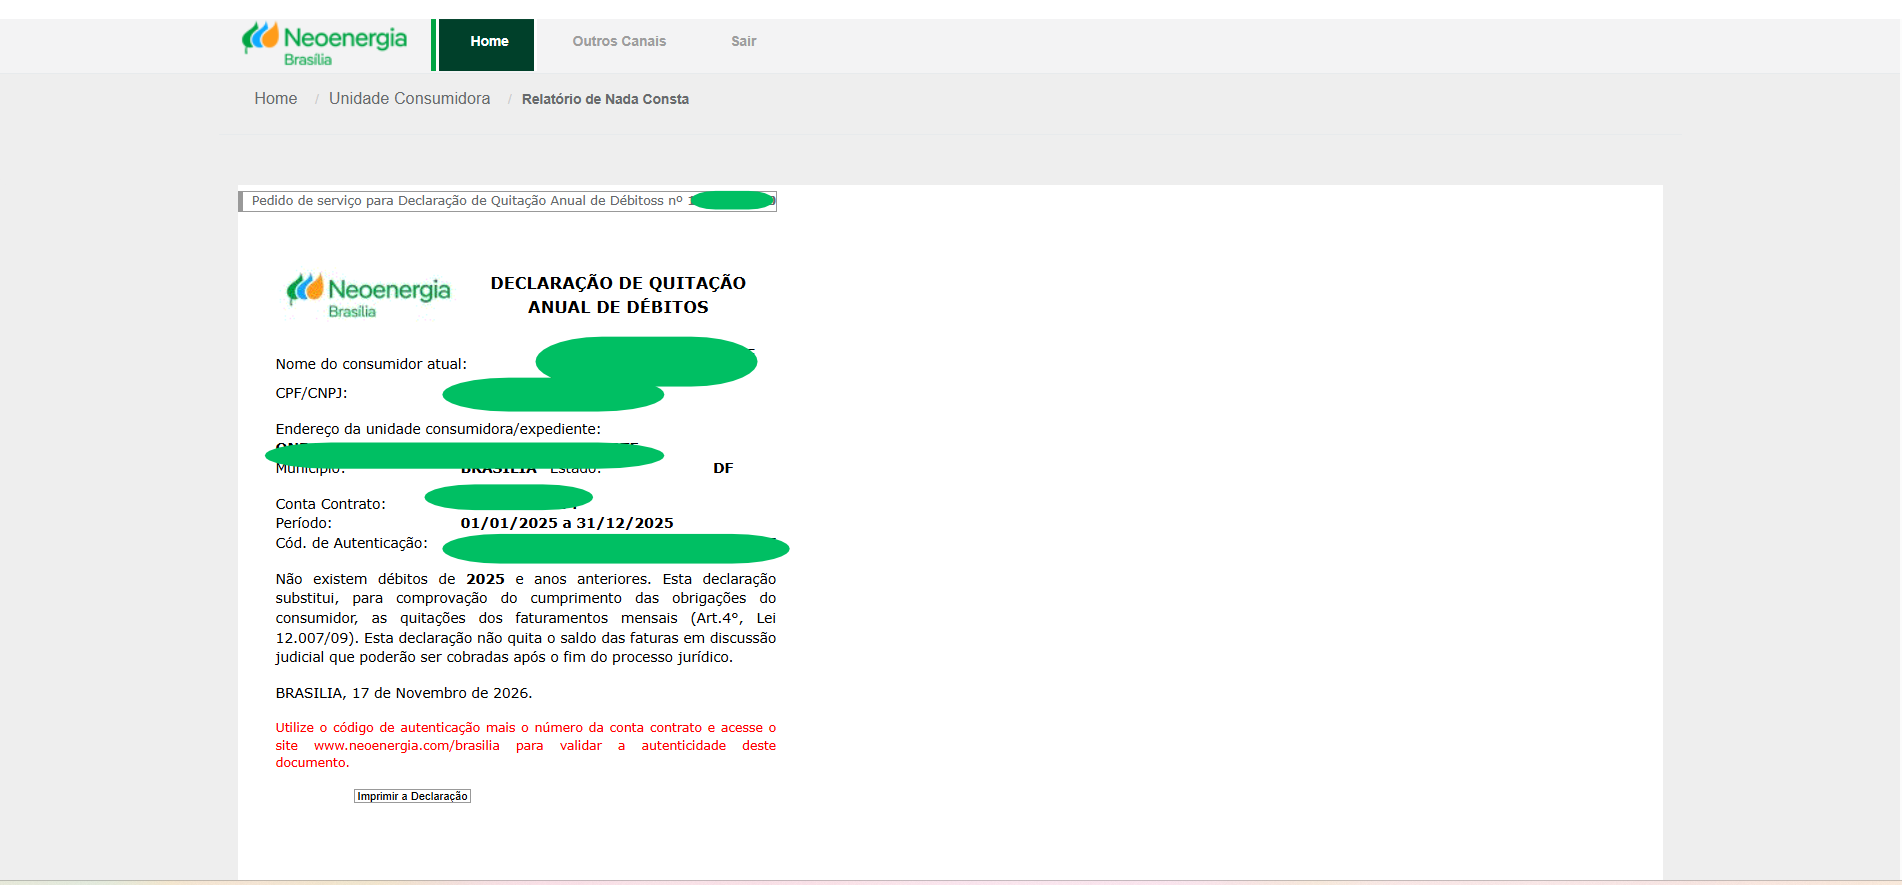 Neoenergia
Brasília
Home Outros Canais Sair
Home / Unidade Consumidora / Relatório de Nada Consta
Pedido de serviço para Declaração de Quitação Anual de Débitoss nº
Neoenergia
Brasília
DECLARAÇÃO DE QUITAÇÃO
ANUAL DE DÉBITOS
Nome do consumidor atual:
CPF/CNPJ:
Endereço da unidade consumidora/expediente:
Município: BRASILIA Estado: DF
Conta Contrato:
Período: 01/01/2025 a 31/12/2025
Cód. de Autenticação:
Não existem débitos de 2025 e anos anteriores. Esta declaração
substitui, para comprovação do cumprimento das obrigações do
consumidor, as quitações dos faturamentos mensais (Art.4°, Lei
12.007/09). Esta declaração não quita o saldo das faturas em discussão
judicial que poderão ser cobradas após o fim do processo jurídico.
BRASILIA, 17 de Novembro de 2026.
Utilize o código de autenticação mais o número da conta contrato e acesse o
site www.neoenergia.com/brasilia para validar a autenticidade deste
documento.
Imprimir a Declaração